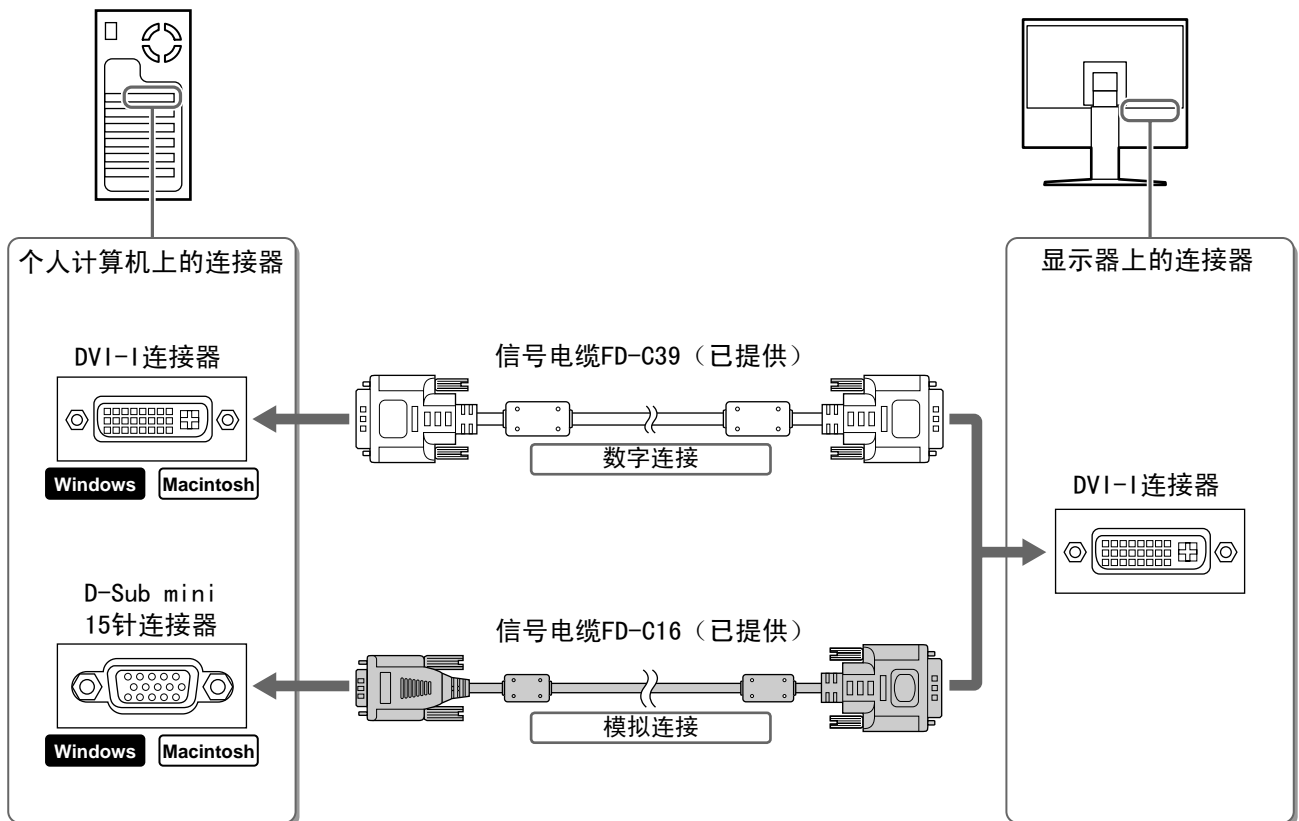 个人计算机上的连接器
显示器上的连接器
DVI-I连接器
信号电缆FD-C39（已提供）
数字连接
Windows Macintosh
DVI-I连接器
D-Sub mini
15针连接器
信号电缆FD-C16（已提供）
模拟连接
Windows Macintosh